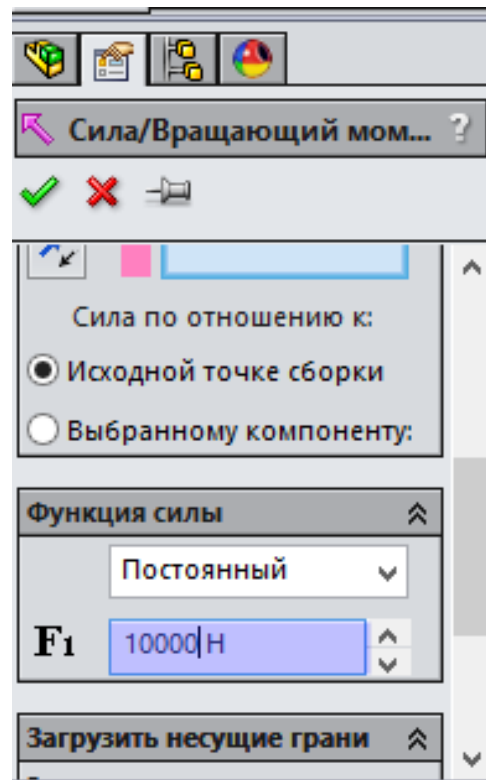 Сила/Вращающий мом... ?
Сила по отношению к:
Исходной точке сборки
Выбранному компоненту:
Функция силы
Постоянный
F1 10000 Н
Загрузить несущие грани